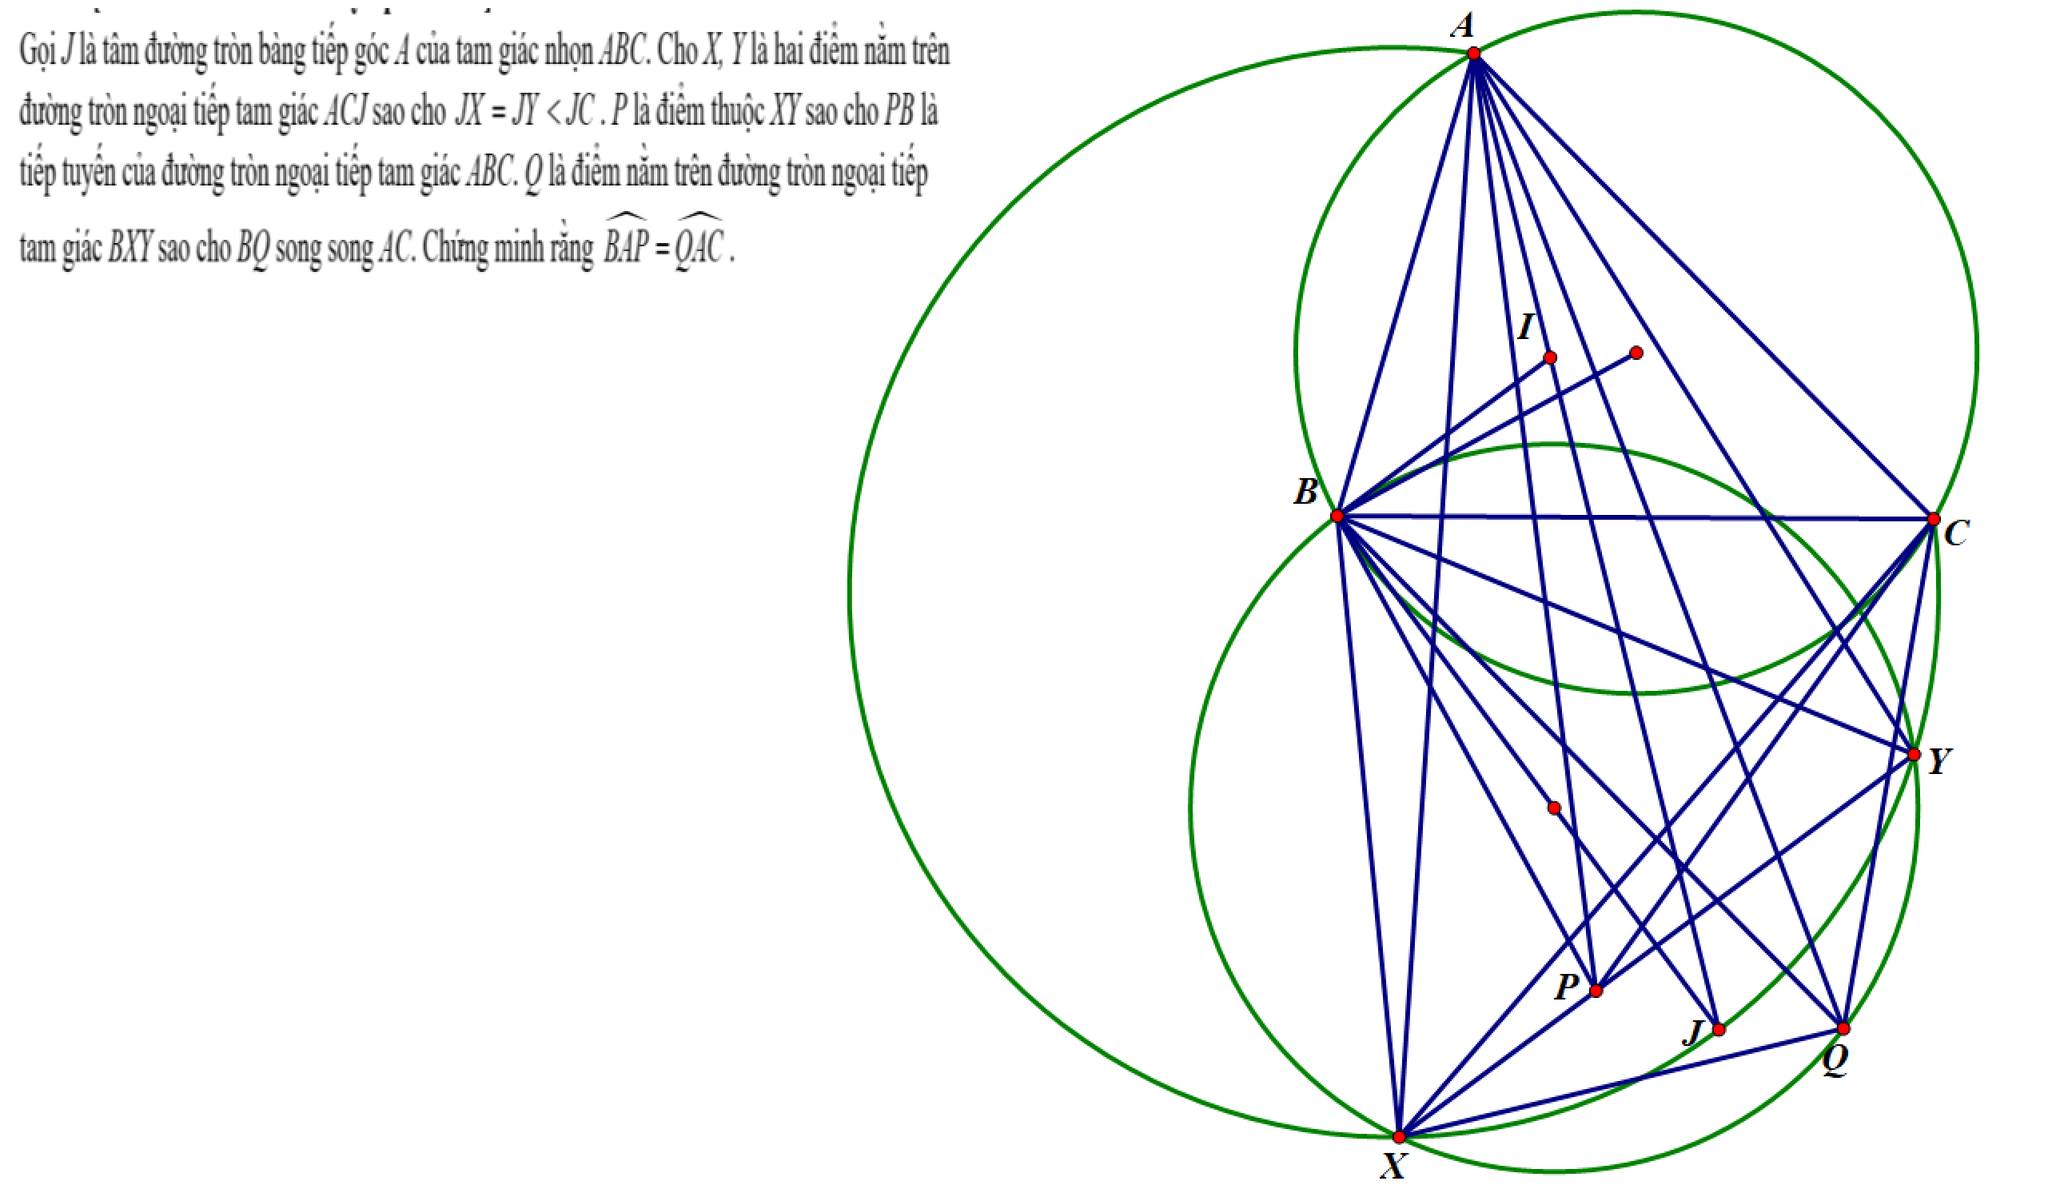 Gọi J là tâm đường tròn bàng tiếp góc A của tam giác nhọn ABC. Cho X, Y là hai điểm nằm trên
đường tròn ngoại tiếp tam giác ACJ sao cho JX = JY < JC . P là điểm thuộc XY sao cho PB là
tiếp tuyến của đường tròn ngoại tiếp tam giác ABC. Q là điểm nằm trên đường tròn ngoại tiếp
tam giác BXY sao cho BQ song song AC. Chứng minh rằng \widehat{BAP} = \widehat{QAC} .
A
I
B
C
Y
P
J
Q
X